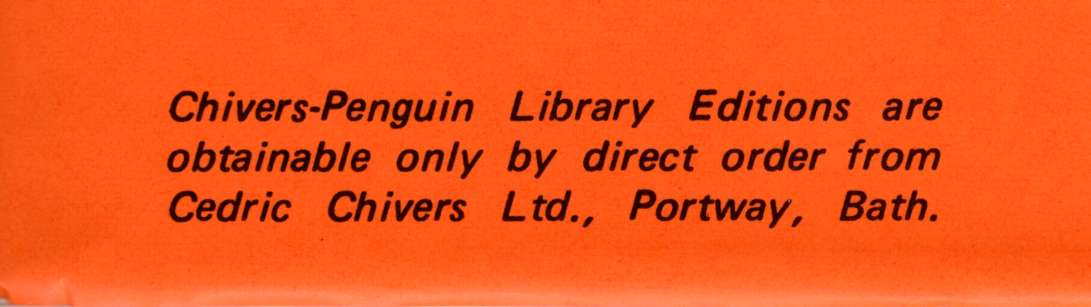 Chivers-Penguin Library Editions are
obtainable only by direct order from
Cedric Chivers Ltd., Portway, Bath.